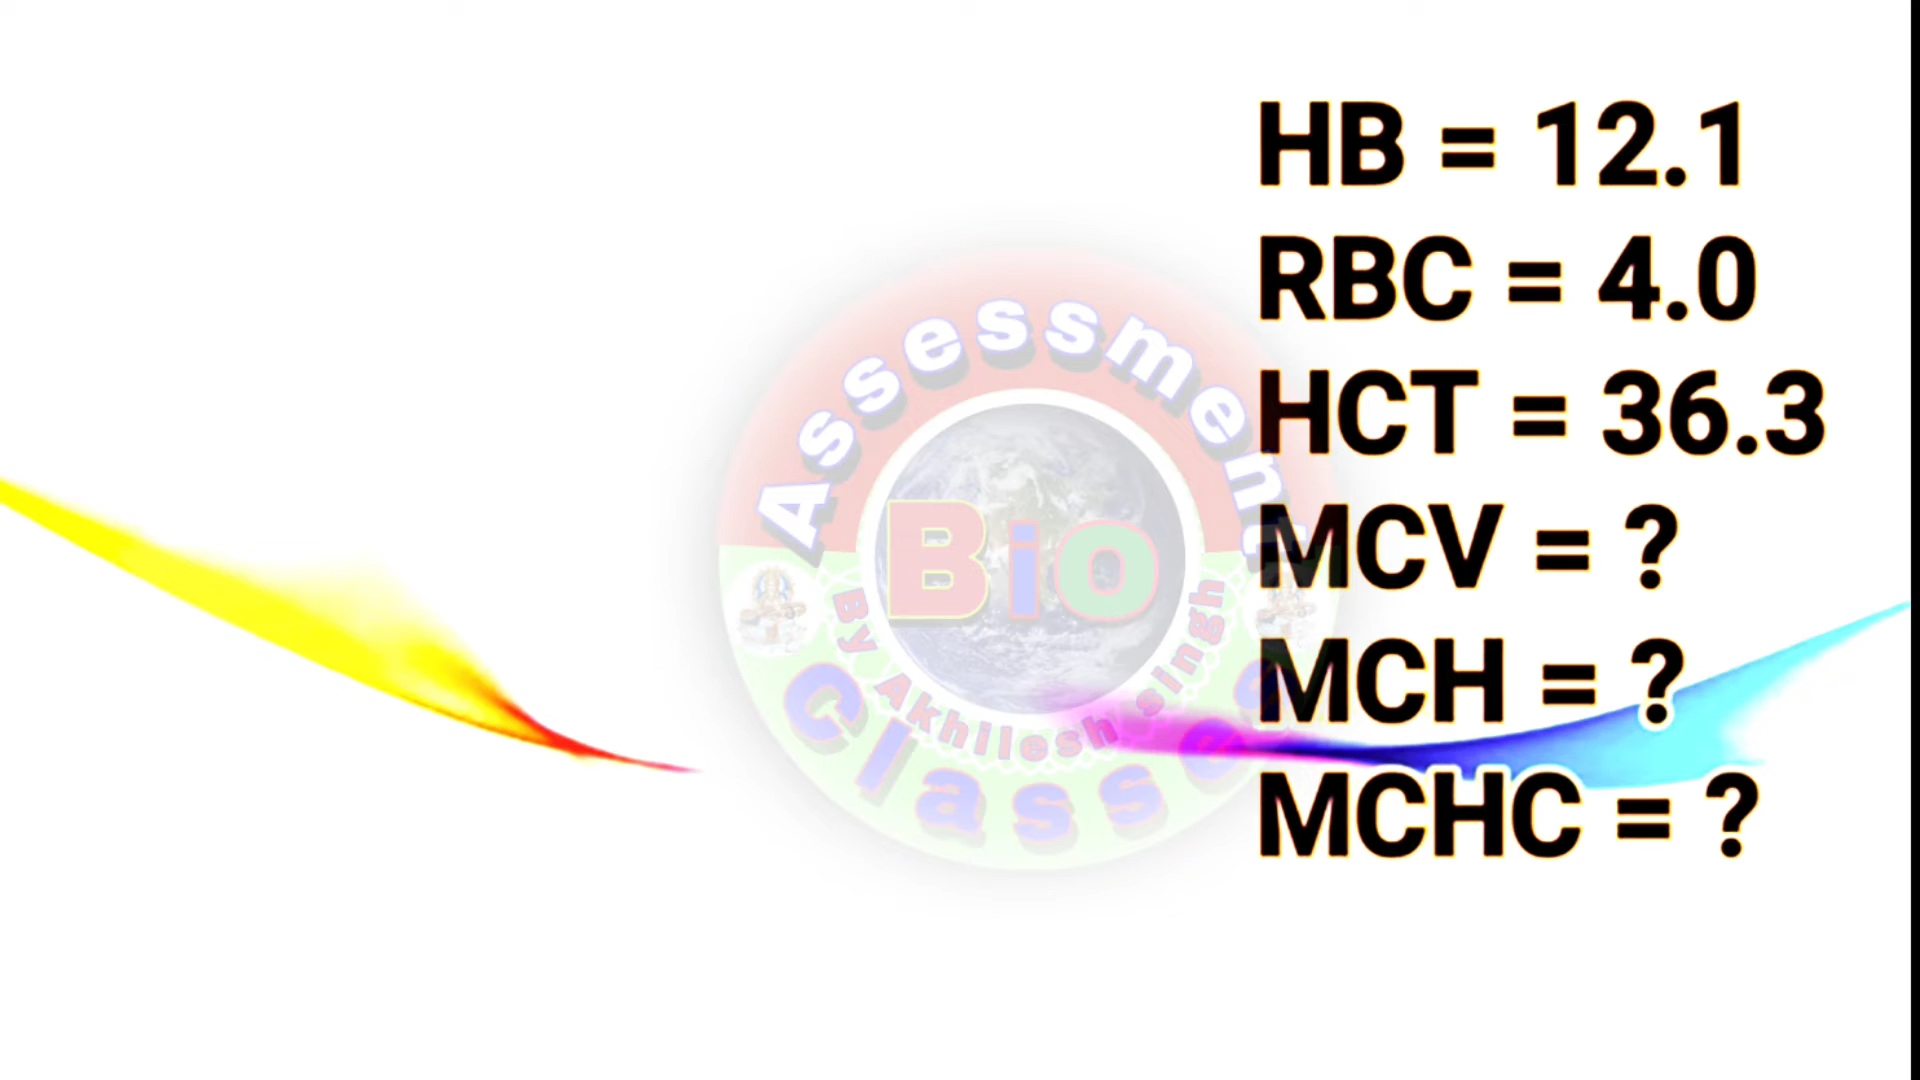 HB = 12.1
RBC = 4.0
HCT = 36.3
MCV = ?
MCH = ?
MCHC = ?
Assessment
Bio
By Akhilesh singh
Classes